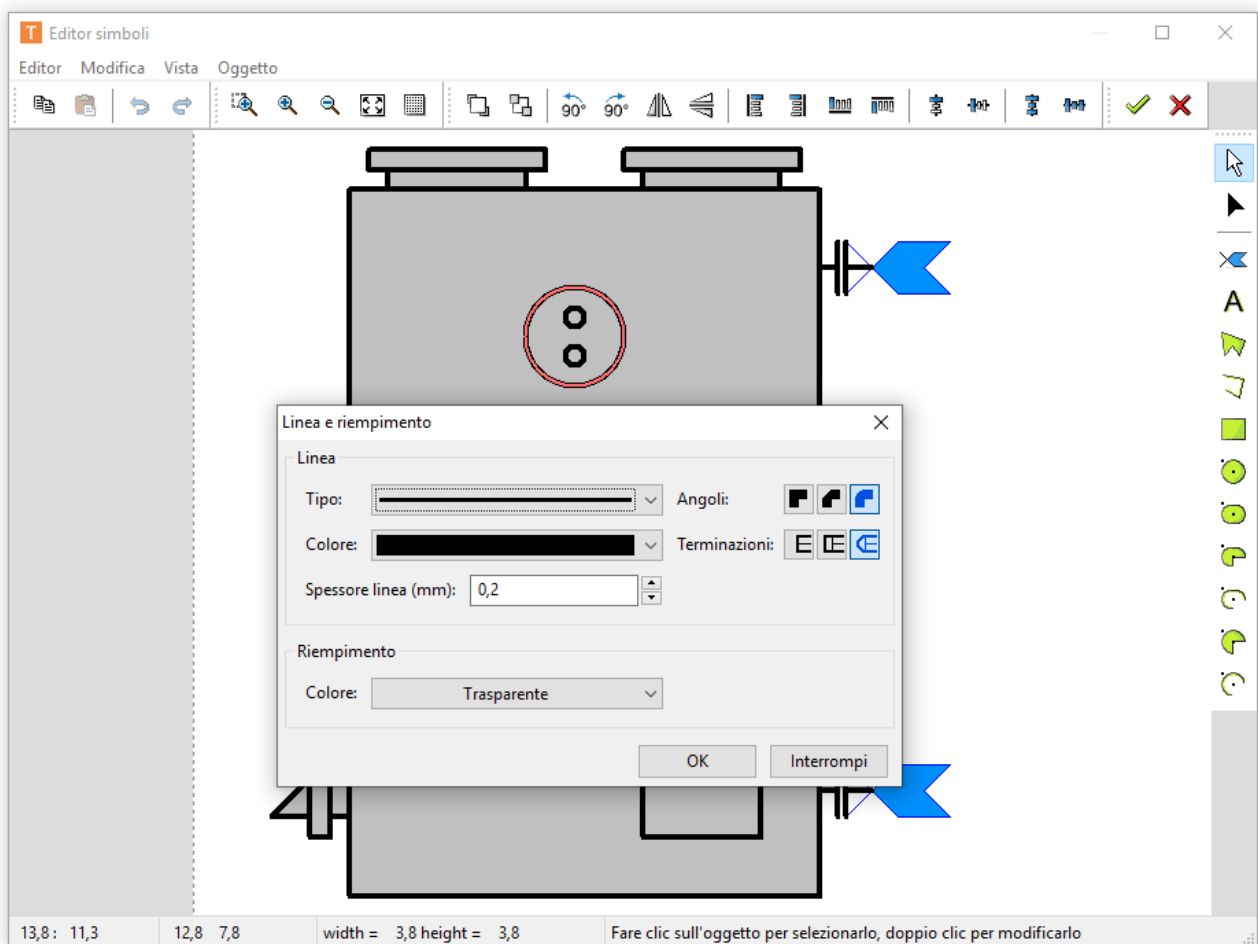 T Editor simboli
Editor Modifica Vista Oggetto
90° 90°
A
Linea e riempimento
Linea
Tipo: Angoli:
Colore: Terminazioni:
Spessore linea (mm): 0,2
Riempimento
Colore: Trasparente
OK Interrompi
13,8 : 11,3 12,8 7,8 width = 3,8 height = 3,8 Fare clic sull'oggetto per selezionarlo, doppio clic per modificarlo